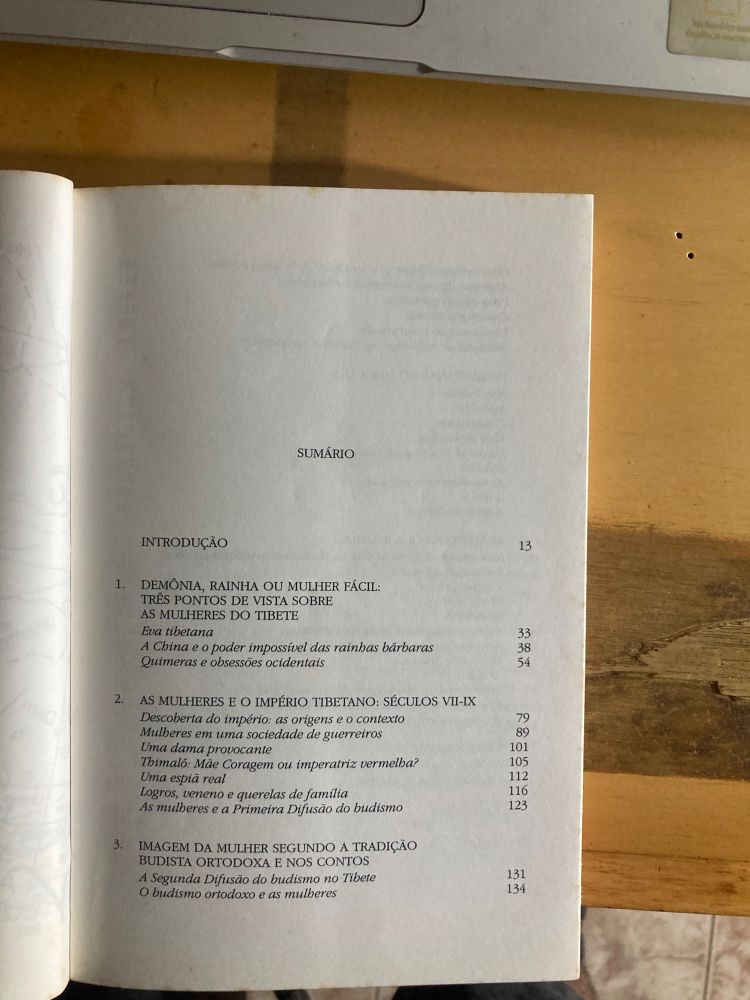 SUMÁRIO
INTRODUÇÃO 13
1. DEMÔNIA, RAINHA OU MULHER FÁCIL:
TRÊS PONTOS DE VISTA SOBRE
AS MULHERES DO TIBETE
Eva tibetana 33
A China e o poder impossível das rainhas bárbaras 38
Quimeras e obsessões ocidentais 54
2. AS MULHERES E O IMPÉRIO TIBETANO: SÉCULOS VII-IX
Descoberta do império: as origens e o contexto 79
Mulheres em uma sociedade de guerreiros 89
Uma dama provocante 101
Thimalö: Mãe Coragem ou imperatriz vermelha? 105
Uma espiã real 112
Logros, veneno e querelas de família 116
As mulheres e a Primeira Difusão do budismo 123
3. IMAGEM DA MULHER SEGUNDO A TRADIÇÃO
BUDISTA ORTODOXA E NOS CONTOS
A Segunda Difusão do budismo no Tibete 131
O budismo ortodoxo e as mulheres 134